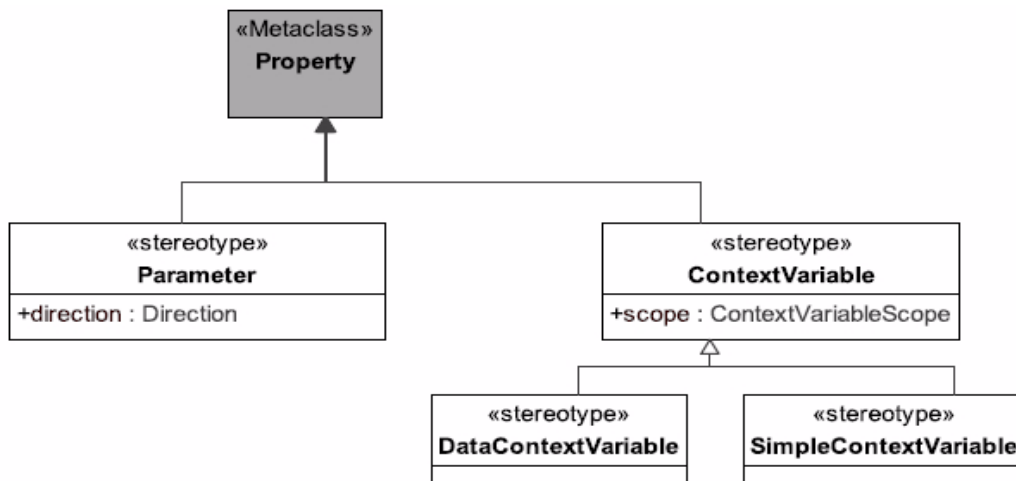 «Metaclass»
Property
«stereotype»
Parameter
+direction : Direction
«stereotype»
ContextVariable
+scope : ContextVariableScope
«stereotype»
DataContextVariable
«stereotype»
SimpleContextVariable